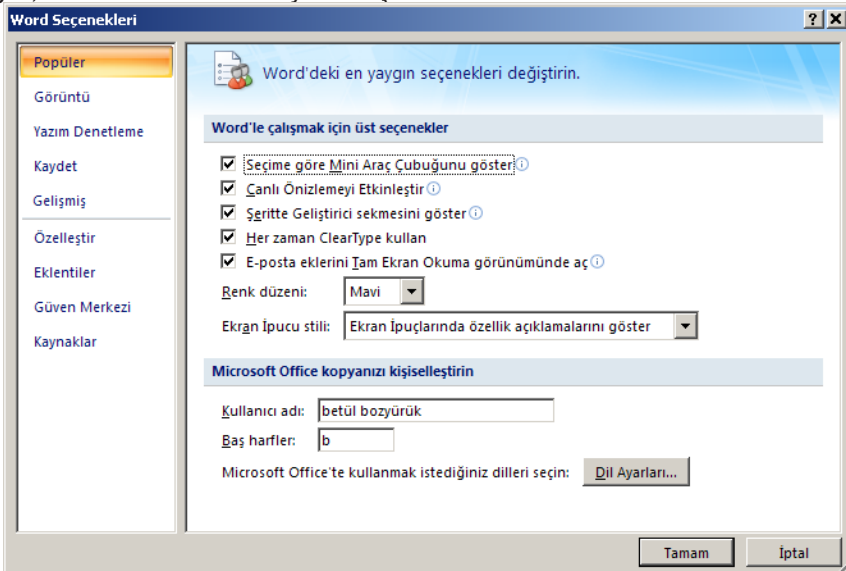 Word Seçenekleri
Popüler
Görüntü
Yazım Denetleme
Kaydet
Gelişmiş
Özelleştir
Eklentiler
Güven Merkezi
Kaynaklar
Word'deki en yaygın seçenekleri değiştirin.
Word'le çalışmak için üst seçenekler
Seçime göre Mini Araç Çubuğunu göster
Canlı Önizlemeyi Etkinleştir
Şeritte Geliştirici sekmesini göster
Her zaman ClearType kullan
E-posta eklerini Tam Ekran Okuma görünümünde aç
Renk düzeni: Mavi
Ekran İpucu stili: Ekran İpuçlarında özellik açıklamalarını göster
Microsoft Office kopyanızı kişiselleştirin
Kullanıcı adı: betül bozyürük
Baş harfler: b
Microsoft Office'te kullanmak istediğiniz dilleri seçin: Dil Ayarları...
Tamam İptal